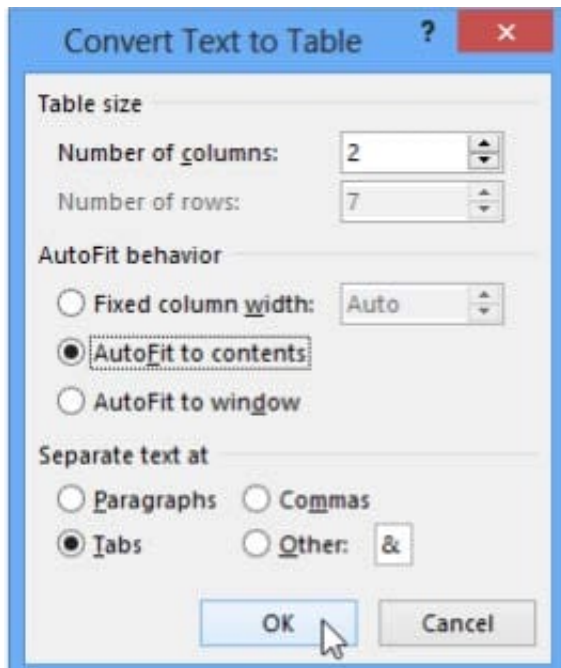 Convert Text to Table ? ×
Table size
Number of columns: 2
Number of rows: 7
AutoFit behavior
Fixed column width: Auto
AutoFit to contents
AutoFit to window
Separate text at
Paragraphs Commas
Tabs Other: &
OK Cancel